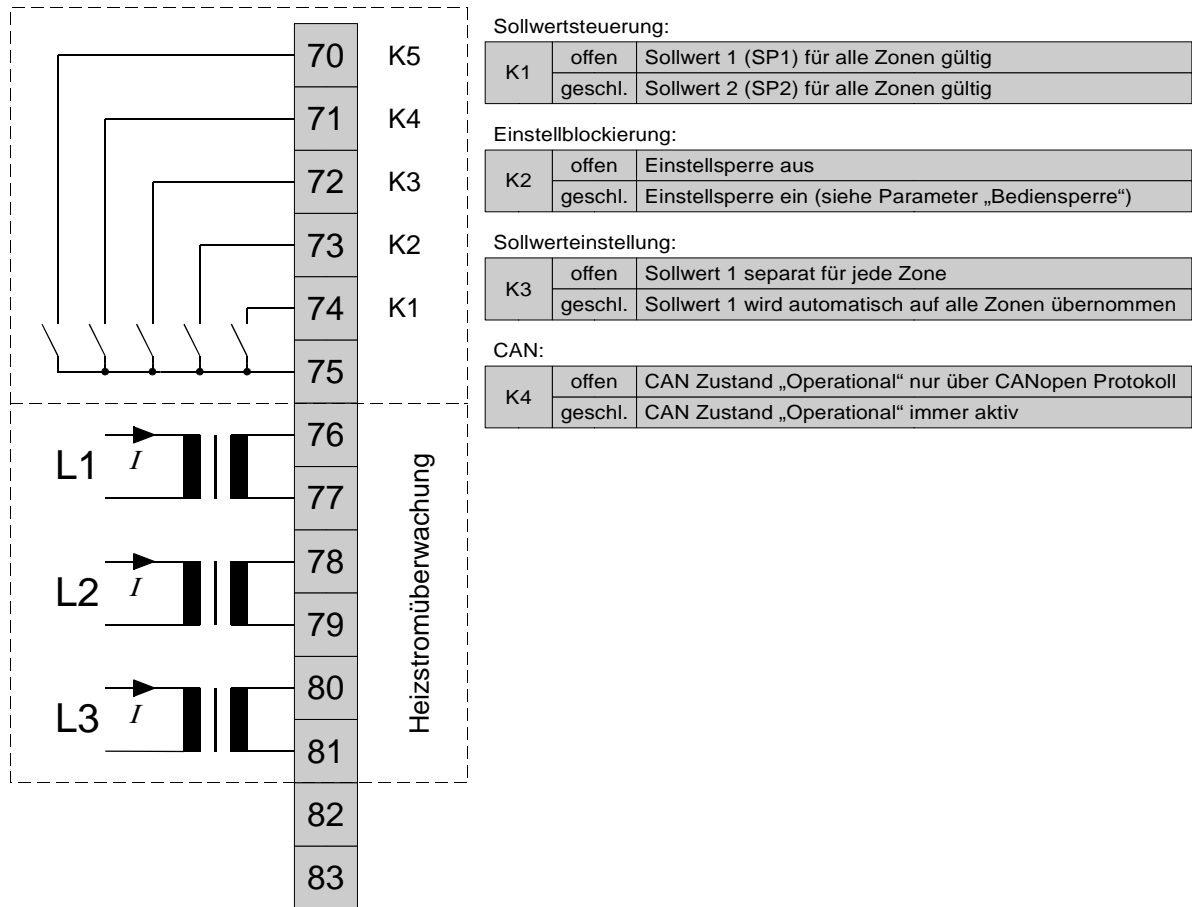 70 K5
71 K4
72 K3
73 K2
74 K1
75
L1 I 76
77
L2 I 78
79
L3 I 80
81
82
83
Heizstromüberwachung
Sollwertsteuerung:
K1 offen Sollwert 1 (SP1) für alle Zonen gültig
geschl. Sollwert 2 (SP2) für alle Zonen gültig
Einstellblockierung:
K2 offen Einstellsperre aus
geschl. Einstellsperre ein (siehe Parameter „Bediensperre“)
Sollwerteinstellung:
K3 offen Sollwert 1 separat für jede Zone
geschl. Sollwert 1 wird automatisch auf alle Zonen übernommen
CAN:
K4 offen CAN Zustand „Operational“ nur über CANopen Protokoll
geschl. CAN Zustand „Operational“ immer aktiv